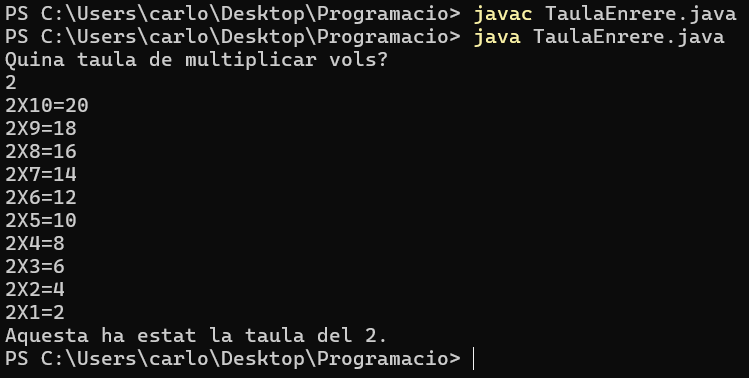 PS C:\Users\carlo\Desktop\Programacio> javac TaulaEnrere.java
PS C:\Users\carlo\Desktop\Programacio> java TaulaEnrere.java
Quina taula de multiplicar vols?
2
2X10=20
2X9=18
2X8=16
2X7=14
2X6=12
2X5=10
2X4=8
2X3=6
2X2=4
2X1=2
Aquesta ha estat la taula del 2.
PS C:\Users\carlo\Desktop\Programacio>